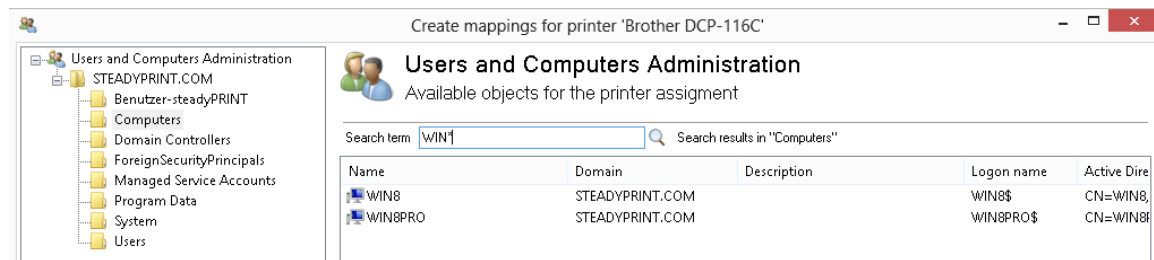 Create mappings for printer 'Brother DCP-116C'
Users and Computers Administration
STEADYPRINT.COM
Benutzer-steadyPRINT
Computers
Domain Controllers
ForeignSecurityPrincipals
Managed Service Accounts
Program Data
System
Users
Users and Computers Administration
Available objects for the printer assigment
Search term WIN* Search results in "Computers"
Name Domain Description Logon name Active Dire
WIN8 STEADYPRINT.COM WIN8$ CN=WIN8,
WIN8PRO STEADYPRINT.COM WIN8PRO$ CN=WIN8F